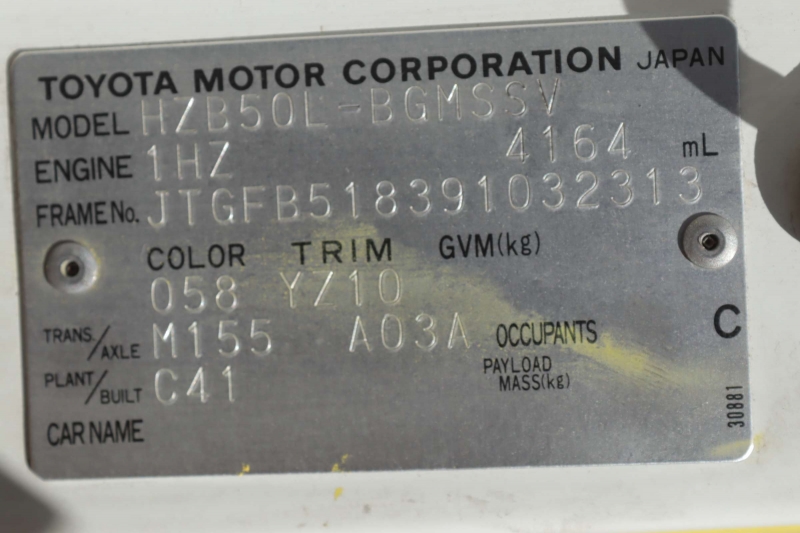 TOYOTA MOTOR CORPORATION JAPAN
MODEL HZB50L-BGMSSV
ENGINE 1HZ 4164 mL
FRAME No. JTGFB518391032313
COLOR TRIM GVM(kg)
058 YZ10
TRANS./AXLE M155 A03A OCCUPANTS C
PAYLOAD MASS(kg)
PLANT/BUILT C41
CAR NAME
30881